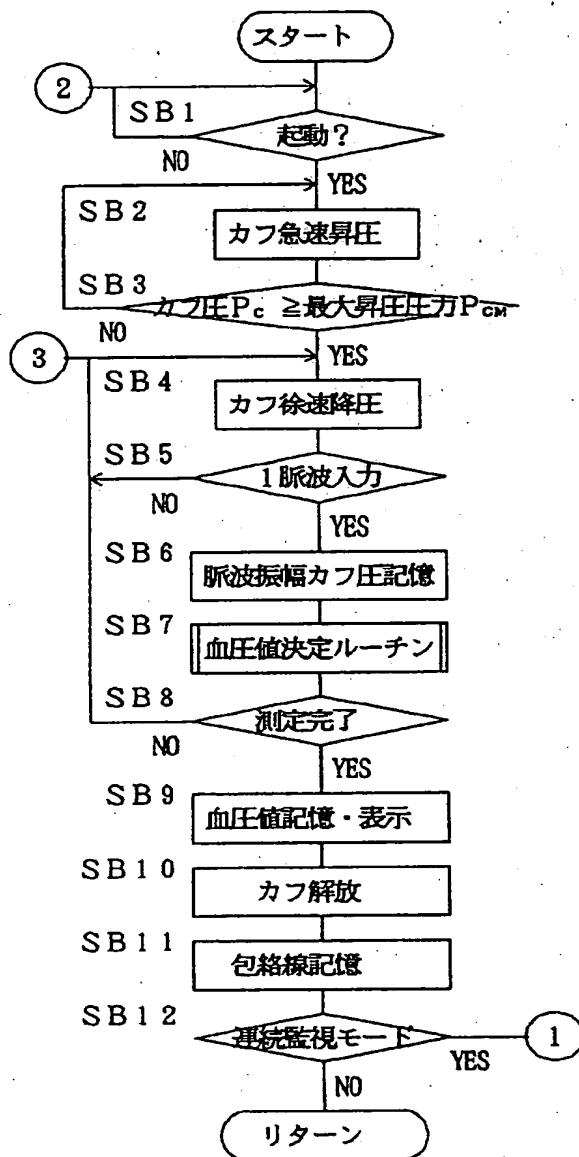 スタート
2
SB1
起動?
NO
YES
SB2
カフ急速昇圧
SB3
カフ圧Pc ≧最大昇圧圧力PCM
NO
YES
3
SB4
カフ徐速降圧
SB5
1脈波入力
NO
YES
SB6
脈波振幅カフ圧記憶
SB7
血圧値決定ルーチン
SB8
測定完了
NO
YES
SB9
血圧値記憶・表示
SB10
カフ解放
SB11
包絡線記憶
SB12
連続監視モード
YES
1
NO
リターン